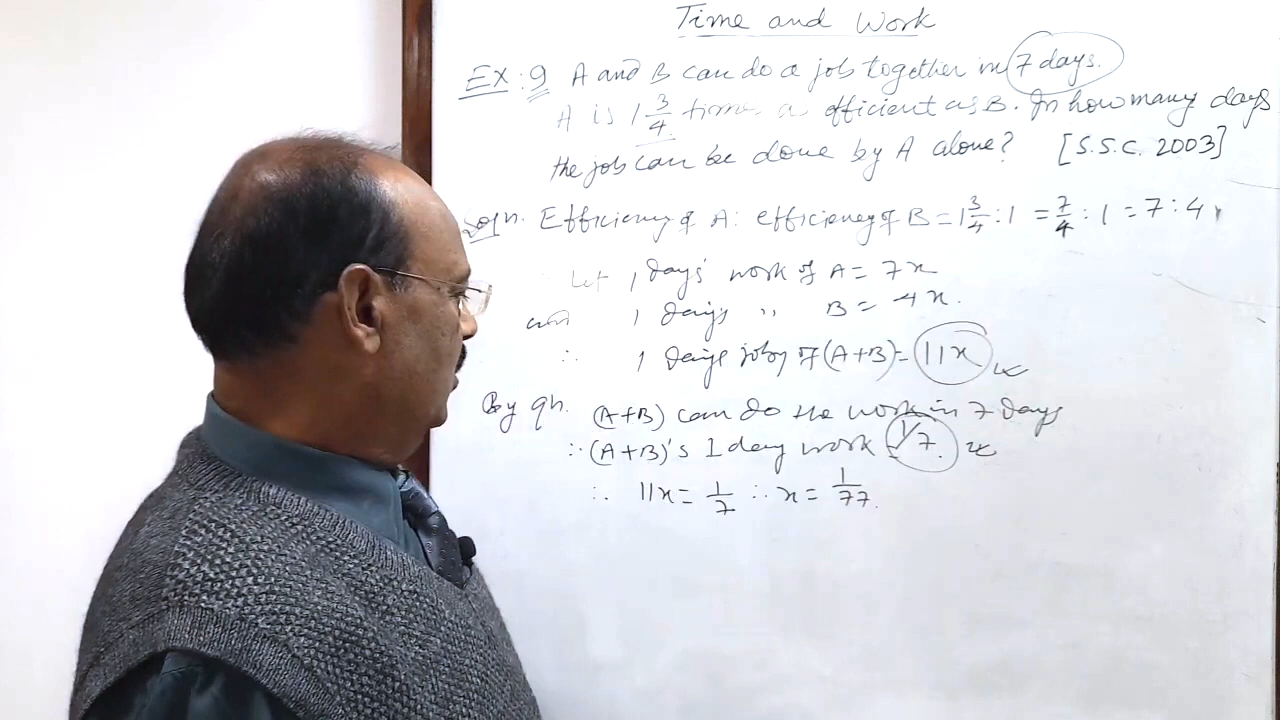 Time and Work
Ex: 9 A and B can do a job together in 7 days.
A is 1 3/4 times as efficient as B. In how many days
the job can be done by A alone? [S.S.C. 2003]
Soln. Efficiency of A : efficiency of B = 1 3/4 : 1 = 7/4 : 1 = 7 : 4,
Let 1 days' work of A = 7x
and 1 days " B = 4x.
∴ 1 days job of (A+B) = 11x
By qn. (A+B) can do the work in 7 days
∴ (A+B)'s 1 day work = 1/7.
∴ 11x = 1/7 ∴ x = 1/77.